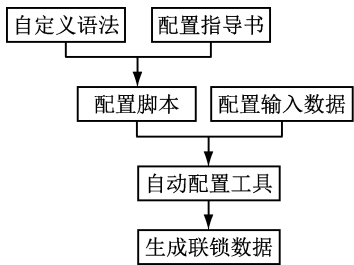 自定义语法
配置指导书
配置脚本
配置输入数据
自动配置工具
生成联锁数据